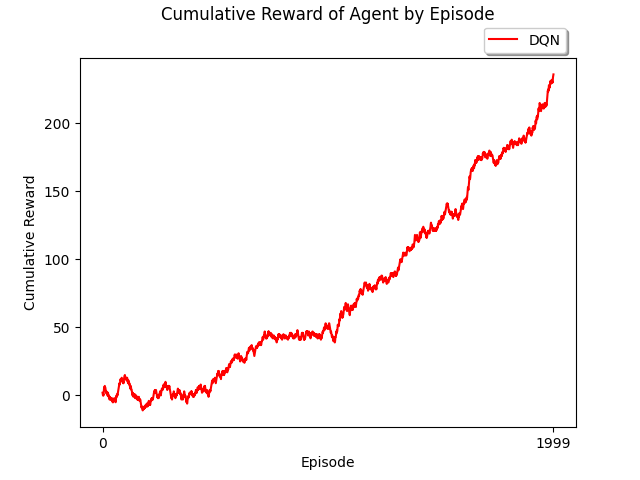 Cumulative Reward of Agent by Episode
DQN
200
150
100
50
0
Cumulative Reward
0
1999
Episode